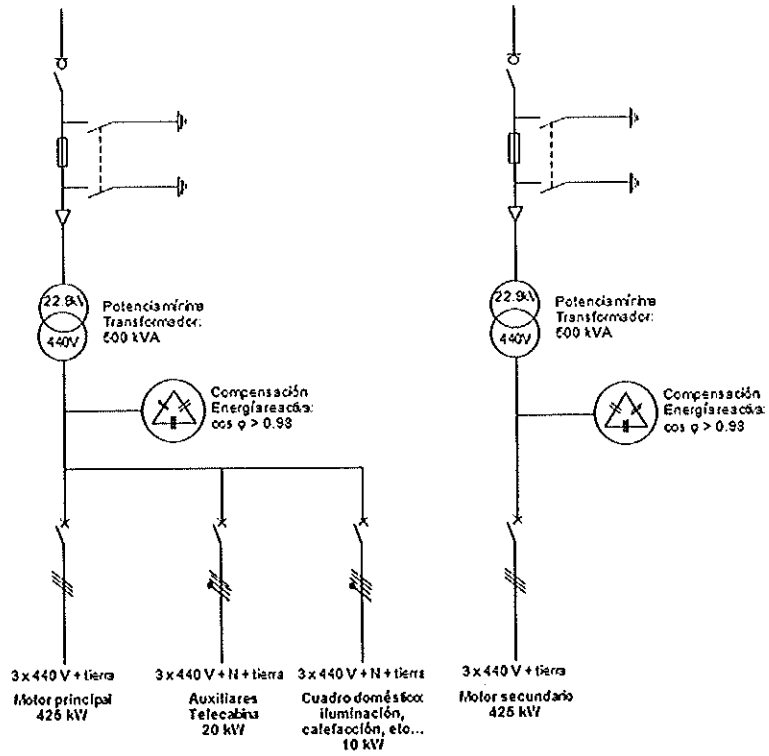 22.9kV
440V
Potencia mínima
Transformador:
500 kVA
Compensación
Energía reactiva:
cos φ > 0.93
3 x 440 V + tierra
Motor principal
425 kW
3 x 440 V + N + tierra
Auxiliares
Telecabina
20 kW
3 x 440 V + N + tierra
Cuadro doméstico:
iluminación,
calefacción, etc...
10 kW
22.9kV
440V
Potencia mínima
Transformador:
500 kVA
Compensación
Energía reactiva:
cos φ > 0.93
3 x 440 V + tierra
Motor secundario
425 kW